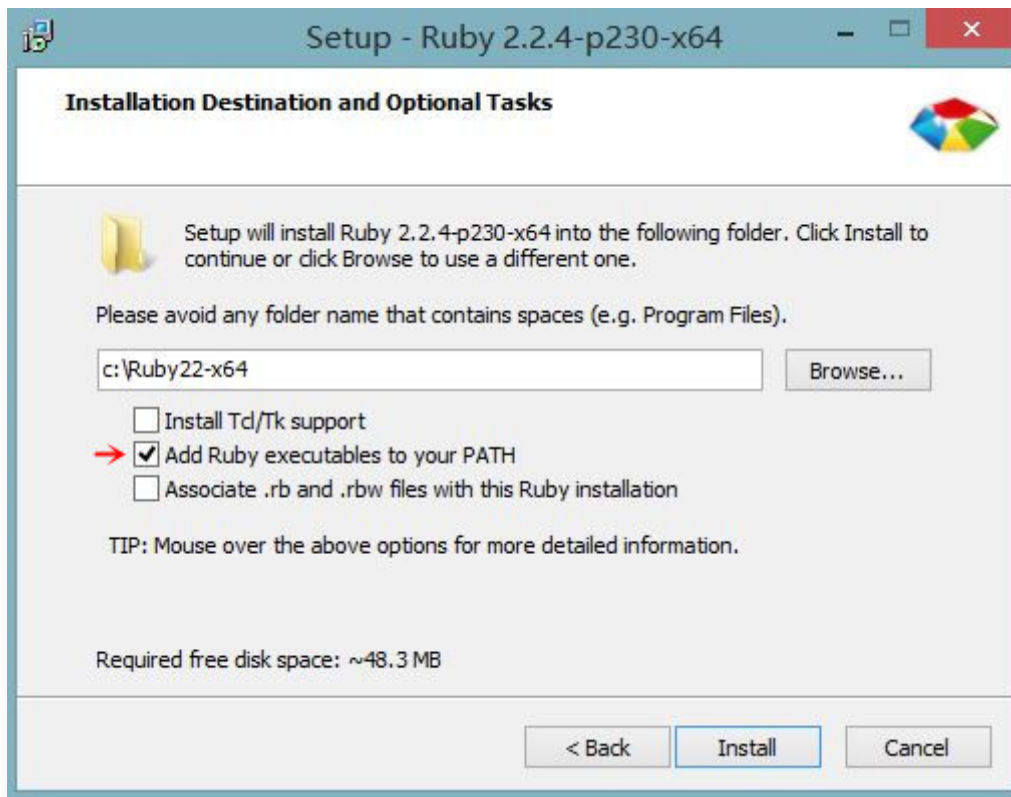 Setup - Ruby 2.2.4-p230-x64
Installation Destination and Optional Tasks
Setup will install Ruby 2.2.4-p230-x64 into the following folder. Click Install to
continue or click Browse to use a different one.
Please avoid any folder name that contains spaces (e.g. Program Files).
c:\Ruby22-x64
Browse...
Install Tcl/Tk support
Add Ruby executables to your PATH
Associate .rb and .rbw files with this Ruby installation
TIP: Mouse over the above options for more detailed information.
Required free disk space: ~48.3 MB
< Back
Install
Cancel